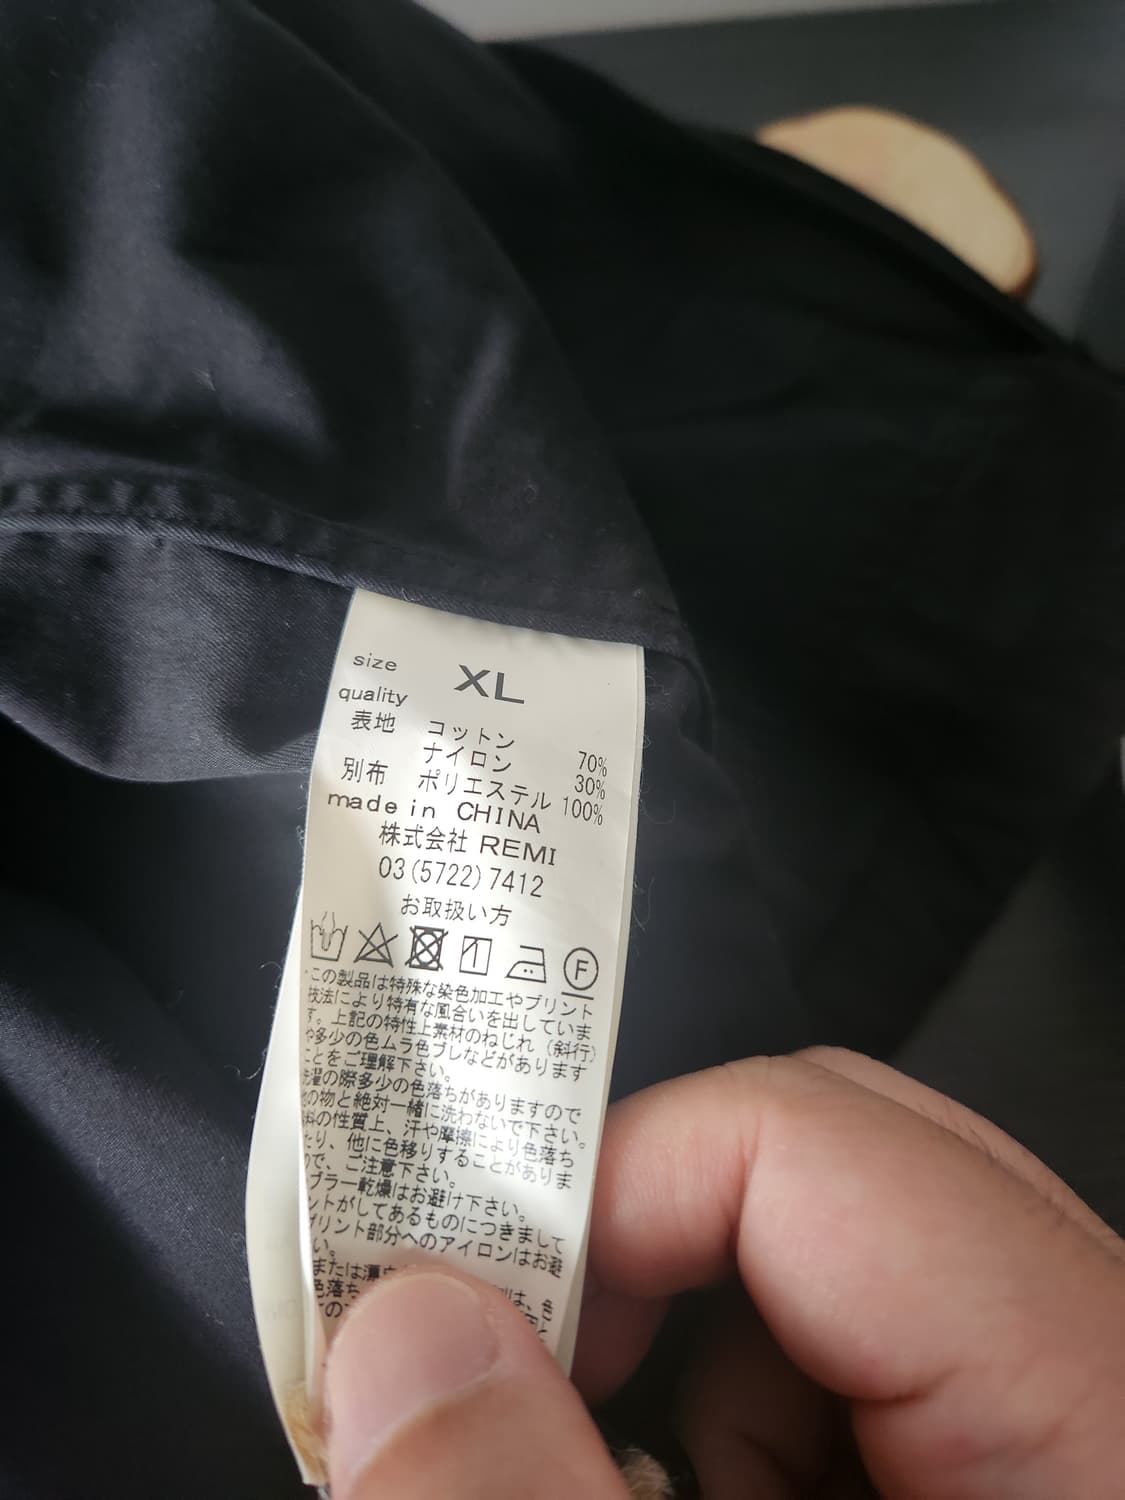 size XL
quality
表地 コットン 70%
ナイロン 30%
別布 ポリエステル 100%
made in CHINA
株式会社 REMI
03(5722)7412
お取扱い方
F
・この製品は特殊な染色加工やプリント
技法により特有な風合いを出していま
す。上記の特性上素材のねじれ(斜行)
や多少の色ムラ色ブレなどがあります
ことをご理解下さい。
洗濯の際多少の色落ちがありますので
他の物と絶対一緒に洗わないで下さい。
料の性質上、汗や摩擦により色落ち
たり、他に色移りすることがありま
ので、ご注意下さい。
ブラー乾燥はお避け下さい。
ントがしてあるものにつきまして
プリント部分へのアイロンはお避
い。
または
色落ち は、色